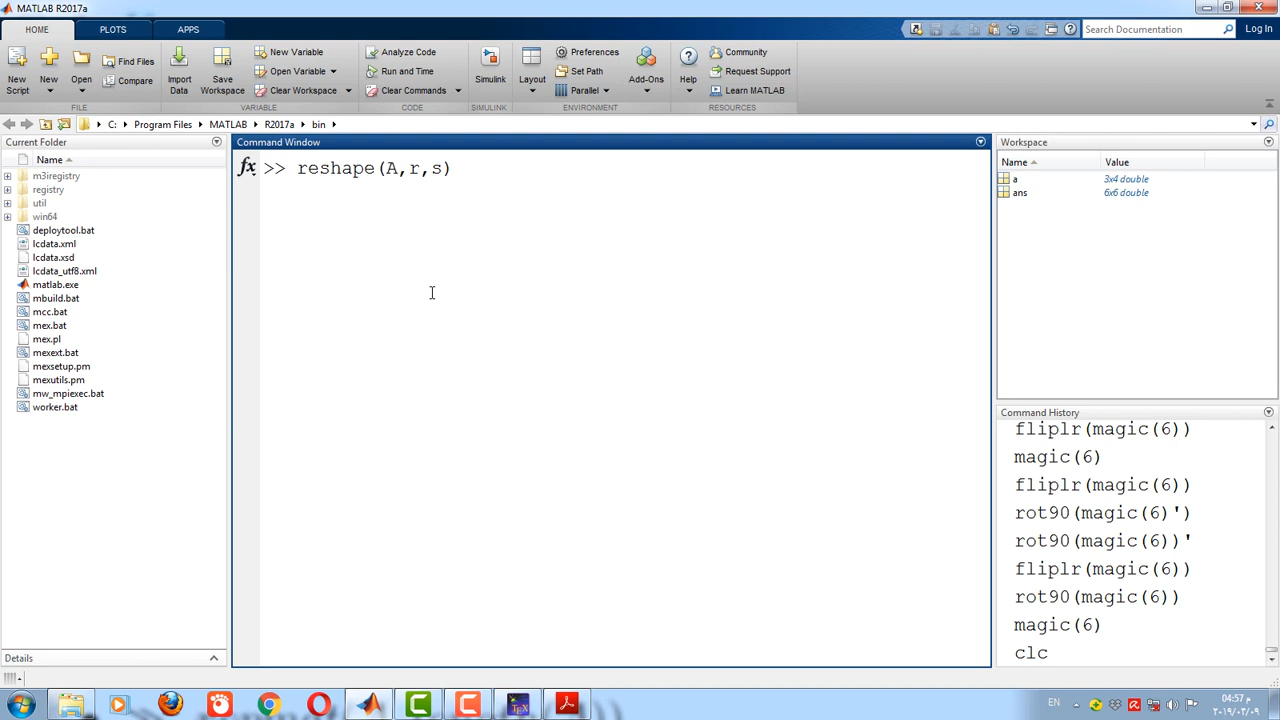 MATLAB R2017a
HOME PLOTS APPS
Search Documentation
Log In
New Script
New
Open
Find Files
Compare
FILE
Import Data
Save Workspace
New Variable
Open Variable
Clear Workspace
VARIABLE
Analyze Code
Run and Time
Clear Commands
CODE
Simulink
SIMULINK
Layout
Preferences
Set Path
Parallel
Add-Ons
ENVIRONMENT
Help
Community
Request Support
Learn MATLAB
RESOURCES
C: Program Files MATLAB R2017a bin
Current Folder
Name
m3iregistry
registry
util
win64
deploytool.bat
lcdata.xml
lcdata.xsd
lcdata_utf8.xml
matlab.exe
mbuild.bat
mcc.bat
mex.bat
mex.pl
mexext.bat
mexsetup.pm
mexutils.pm
mw_mpiexec.bat
worker.bat
Details
Command Window
fx >> reshape(A,r,s)
Workspace
Name Value
a 3x4 double
ans 6x6 double
Command History
fliplr(magic(6))
magic(6)
fliplr(magic(6))
rot90(magic(6)')
rot90(magic(6))'
fliplr(magic(6))
rot90(magic(6))
magic(6)
clc
EN
04:57 م
٢٠١٩/٠٣/٠٩